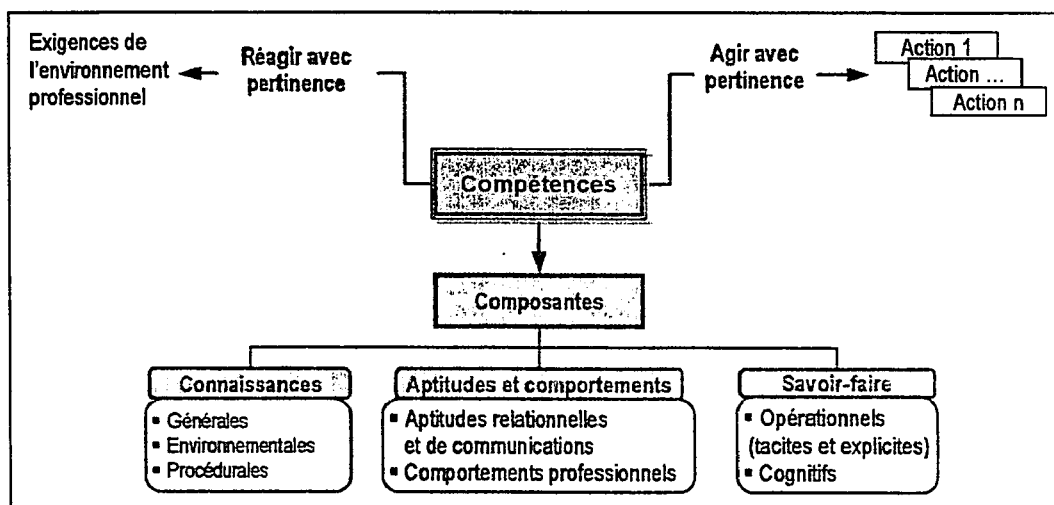 Exigences de
l'environnement
professionnel
Réagir avec
pertinence
Agir avec
pertinence
Action 1
Action ...
Action n
Compétences
Composantes
Connaissances
▪ Générales
▪ Environnementales
▪ Procédurales
Aptitudes et comportements
▪ Aptitudes relationnelles
et de communications
▪ Comportements professionnels
Savoir-faire
▪ Opérationnels
(tacites et explicites)
▪ Cognitifs